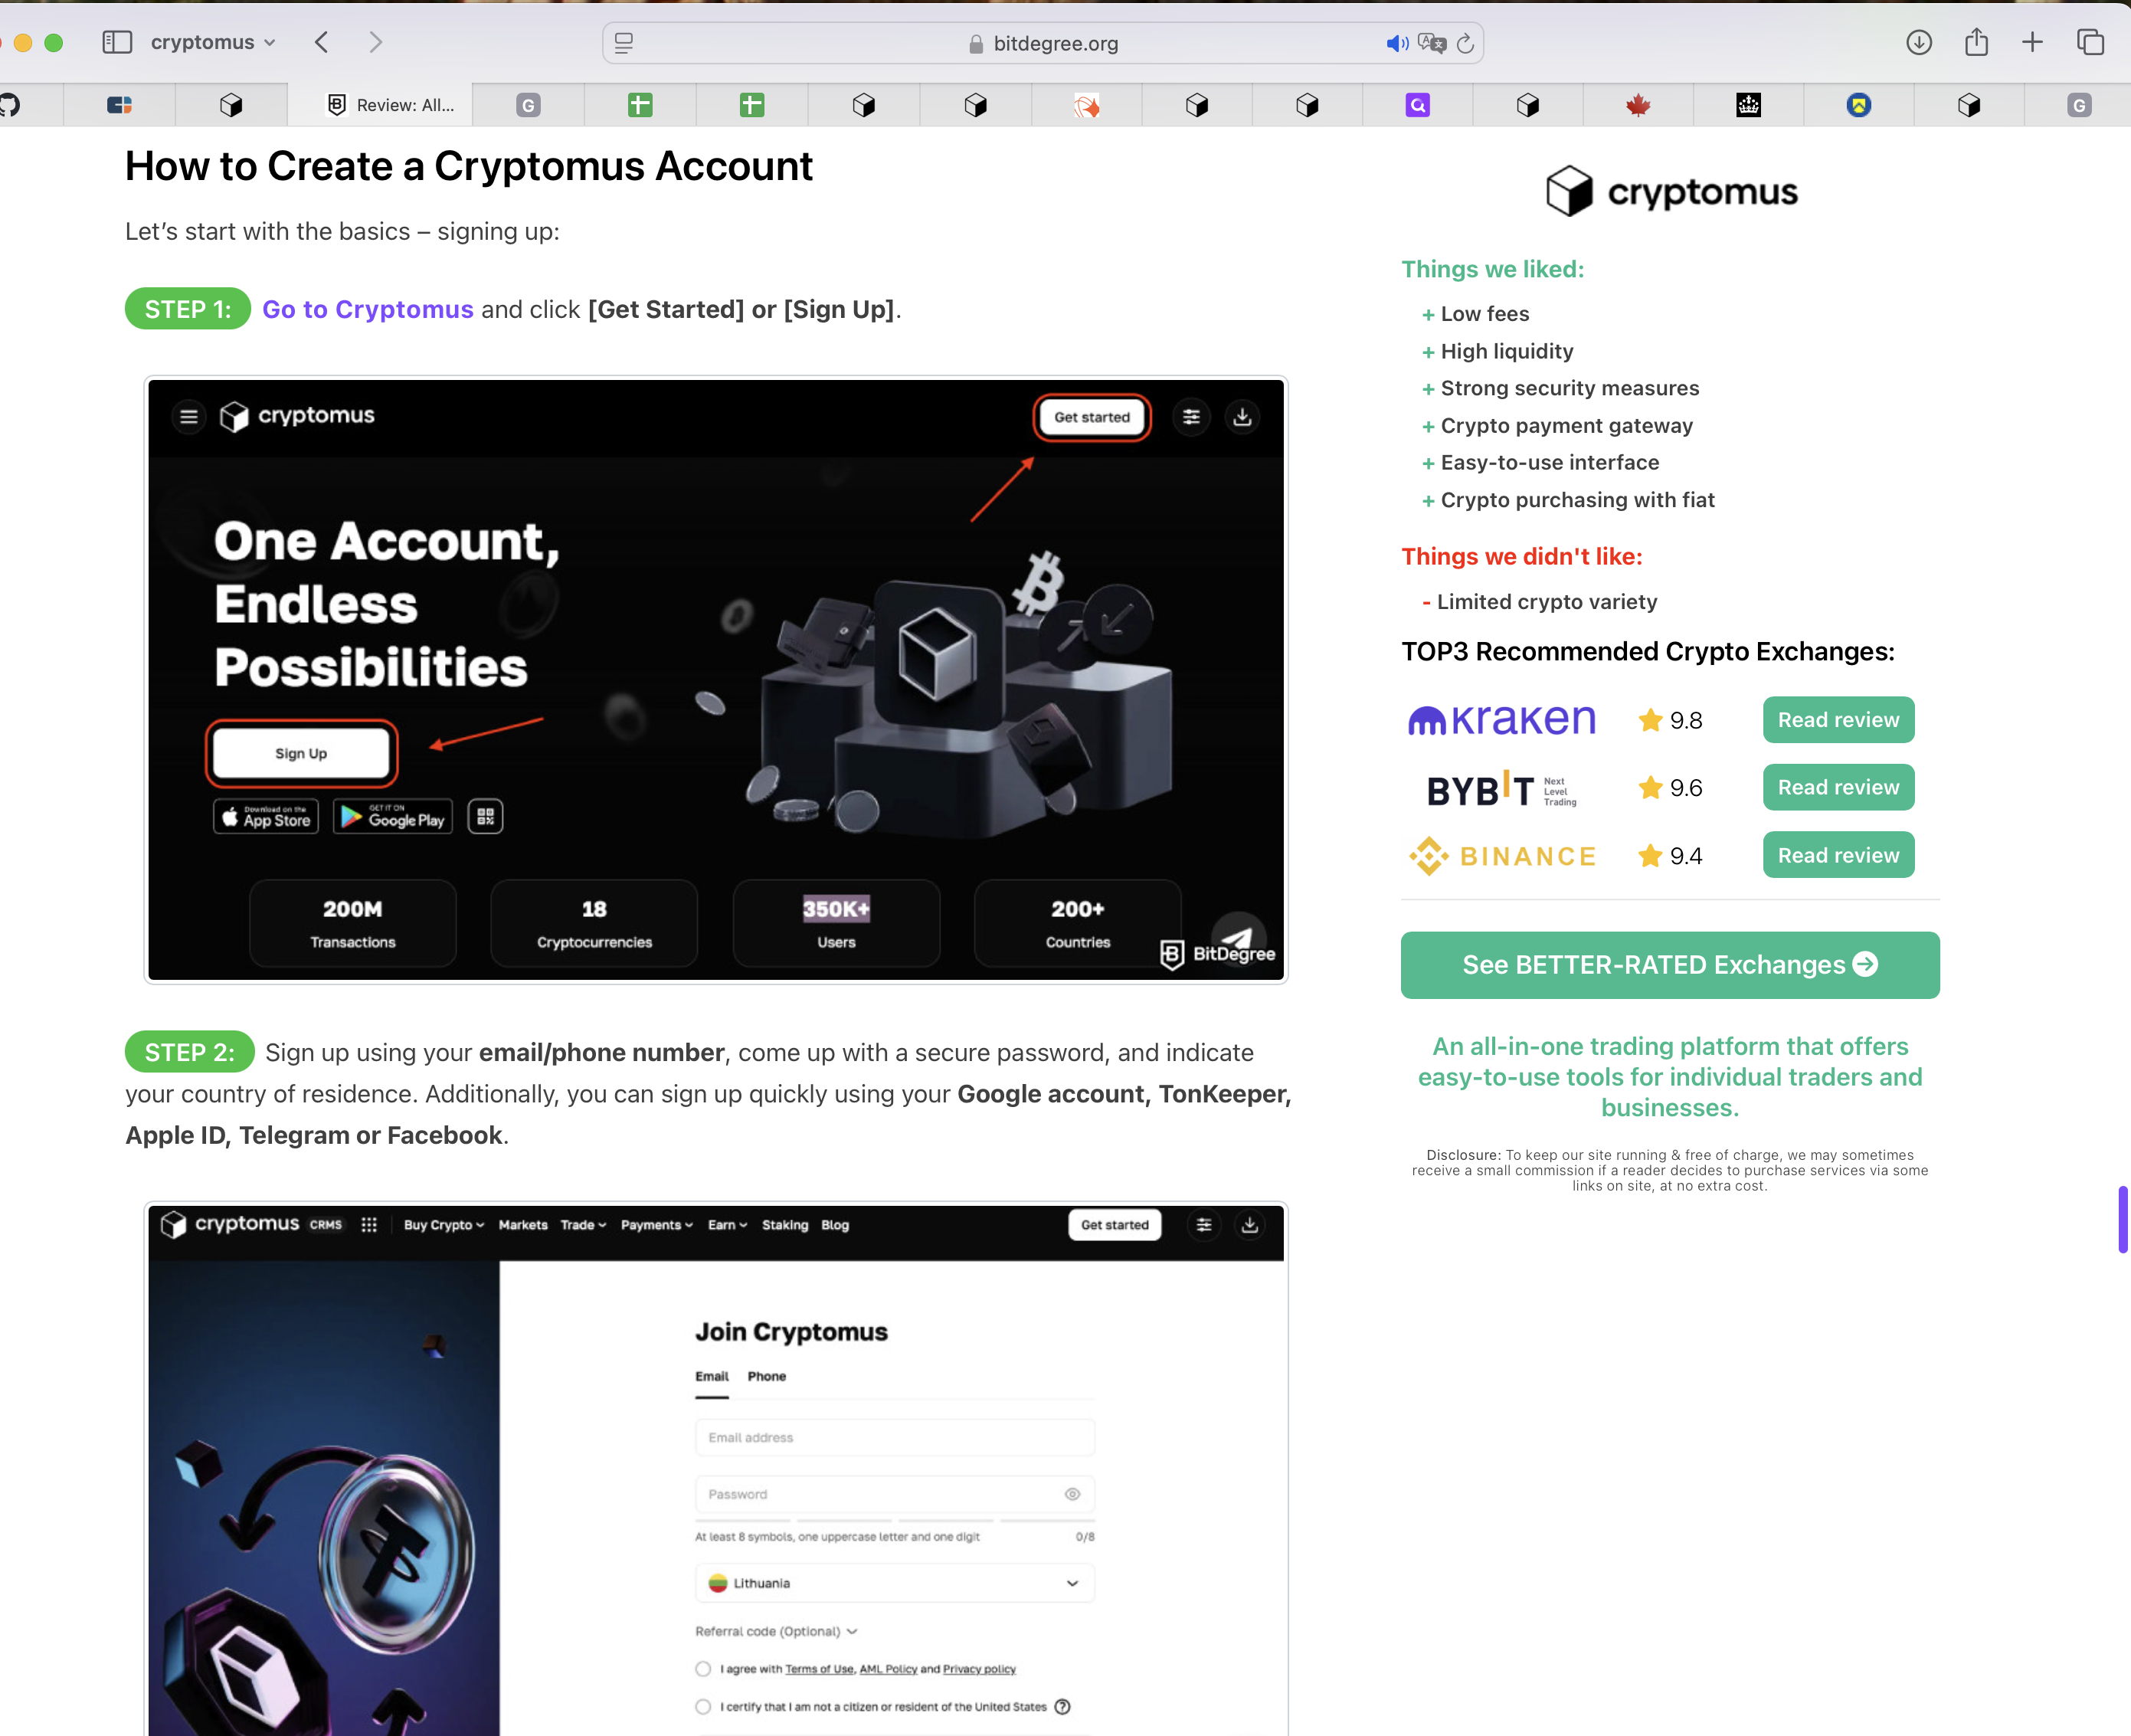 cryptomus
bitdegree.org
Review: All...
How to Create a Cryptomus Account
Let’s start with the basics – signing up:
STEP 1: Go to Cryptomus and click [Get Started] or [Sign Up].
cryptomus
Get started
One Account,
Endless
Possibilities
Sign Up
Download on the
App Store
GET IT ON
Google Play
200M
Transactions
18
Cryptocurrencies
350K+
Users
200+
Countries
BitDegree
STEP 2: Sign up using your email/phone number, come up with a secure password, and indicate
your country of residence. Additionally, you can sign up quickly using your Google account, TonKeeper,
Apple ID, Telegram or Facebook.
cryptomus CRMS Buy Crypto Markets Trade Payments Earn Staking Blog Get started
Join Cryptomus
Email Phone
Email address
Password
At least 8 symbols, one uppercase letter and one digit 0/8
Lithuania
Referral code (Optional)
I agree with Terms of Use, AML Policy and Privacy policy
I certify that I am not a citizen or resident of the United States
cryptomus
Things we liked:
+ Low fees
+ High liquidity
+ Strong security measures
+ Crypto payment gateway
+ Easy-to-use interface
+ Crypto purchasing with fiat
Things we didn't like:
- Limited crypto variety
TOP3 Recommended Crypto Exchanges:
kraken 9.8 Read review
BYBIT Next Level Trading 9.6 Read review
BINANCE 9.4 Read review
See BETTER-RATED Exchanges
An all-in-one trading platform that offers
easy-to-use tools for individual traders and
businesses.
Disclosure: To keep our site running & free of charge, we may sometimes
receive a small commission if a reader decides to purchase services via some
links on site, at no extra cost.